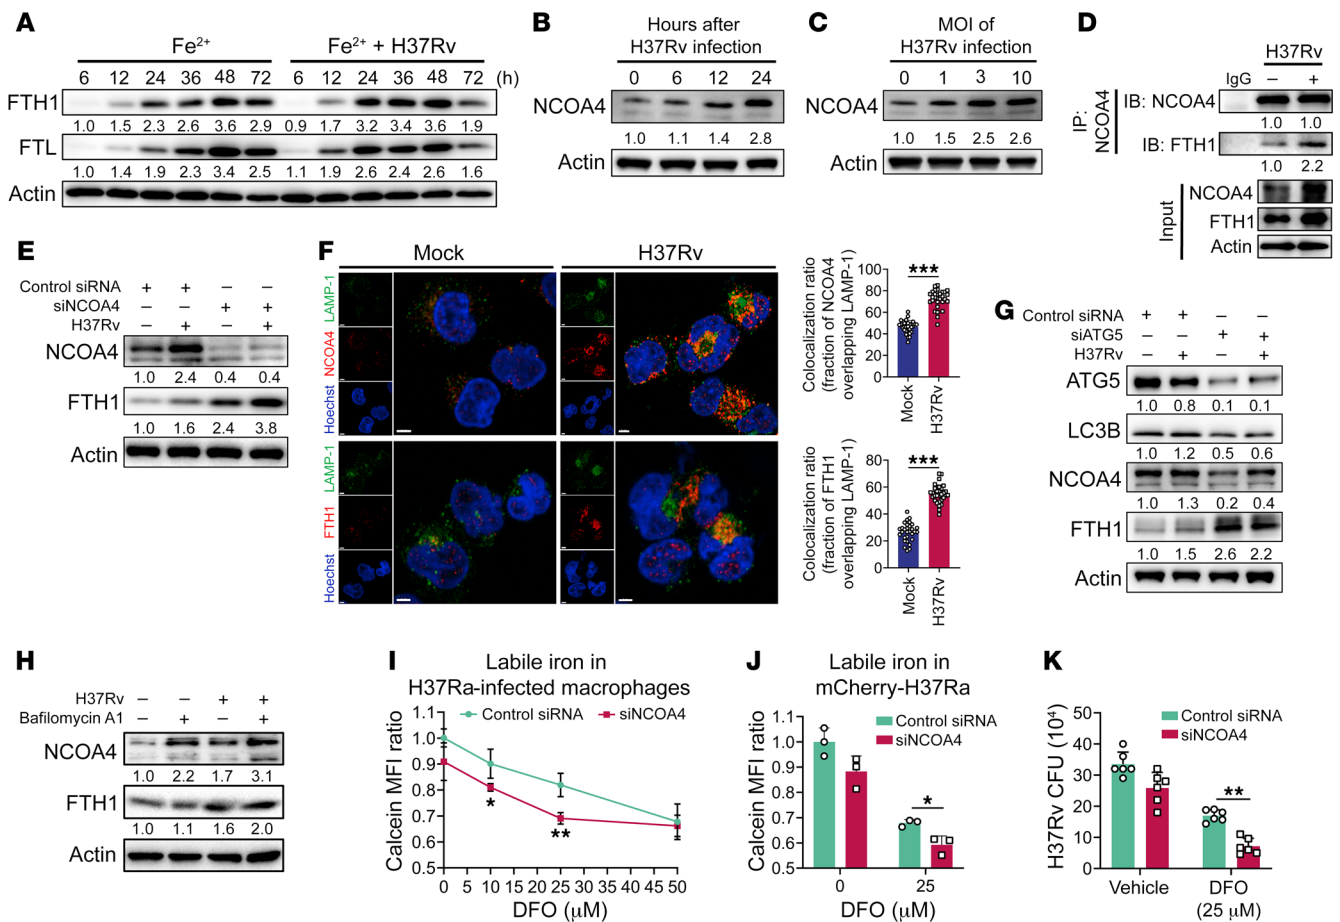 A
Fe2+
Fe2+ + H37Rv
6 12 24 36 48 72 6 12 24 36 48 72 (h)
FTH1
1.0 1.5 2.3 2.6 3.6 2.9 0.9 1.7 3.2 3.4 3.6 1.9
FTL
1.0 1.4 1.9 2.3 3.4 2.5 1.1 1.9 2.6 2.4 2.6 1.6
Actin
B
Hours after
H37Rv infection
0 6 12 24
NCOA4
1.0 1.1 1.4 2.8
Actin
C
MOI of
H37Rv infection
0 1 3 10
NCOA4
1.0 1.5 2.5 2.6
Actin
D
H37Rv
IgG − +
IP:
NCOA4
IB: NCOA4
1.0 1.0
IB: FTH1
1.0 2.2
Input
NCOA4
FTH1
Actin
E
Control siRNA + + − −
siNCOA4 − − + +
H37Rv − + − +
NCOA4
1.0 2.4 0.4 0.4
FTH1
1.0 1.6 2.4 3.8
Actin
F
Mock
H37Rv
LAMP-1
NCOA4
Hoechst
LAMP-1
FTH1
Hoechst
Colocalization ratio
(fraction of NCOA4
overlapping LAMP-1)
100
80
60
40
20
0
***
Mock
H37Rv
Colocalization ratio
(fraction of FTH1
overlapping LAMP-1)
80
60
40
20
0
***
Mock
H37Rv
G
Control siRNA + + − −
siATG5 − − + +
H37Rv − + − +
ATG5
1.0 0.8 0.1 0.1
LC3B
1.0 1.2 0.5 0.6
NCOA4
1.0 1.3 0.2 0.4
FTH1
1.0 1.5 2.6 2.2
Actin
H
H37Rv − − + +
Bafilomycin A1 − + − +
NCOA4
1.0 2.2 1.7 3.1
FTH1
1.0 1.1 1.6 2.0
Actin
I
Labile iron in
H37Ra-infected macrophages
Control siRNA siNCOA4
Calcein MFI ratio
1.1
1.0
0.9
0.8
0.7
0.6
0.5
*
**
0 5 10 15 20 25 30 35 40 45 50
DFO (µM)
J
Labile iron in
mCherry-H37Ra
Control siRNA
siNCOA4
Calcein MFI ratio
1.1
1.0
0.9
0.8
0.7
0.6
0.5
*
0 25
DFO (µM)
K
Control siRNA
siNCOA4
H37Rv CFU (104)
50
40
30
20
10
0
**
Vehicle DFO
(25 µM)